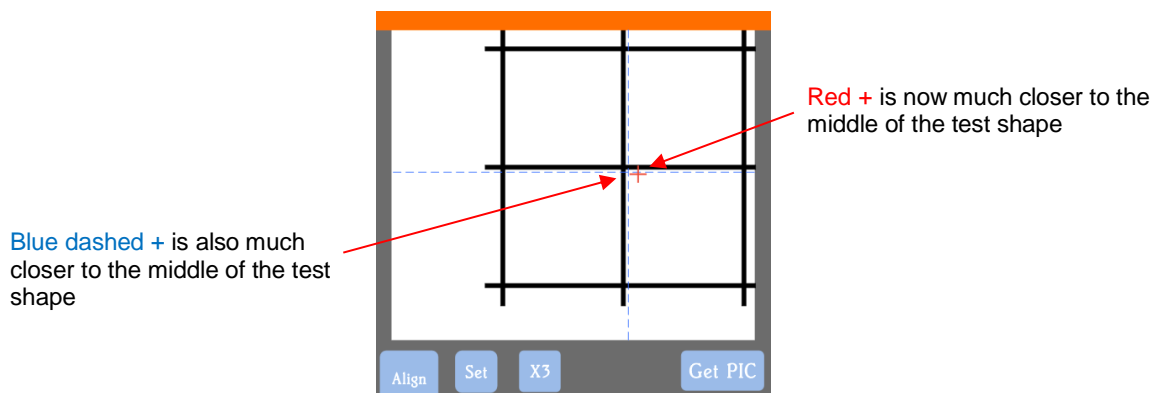 Red + is now much closer to the
middle of the test shape
Blue dashed + is also much
closer to the middle of the test
shape
Align
Set
X3
Get PIC